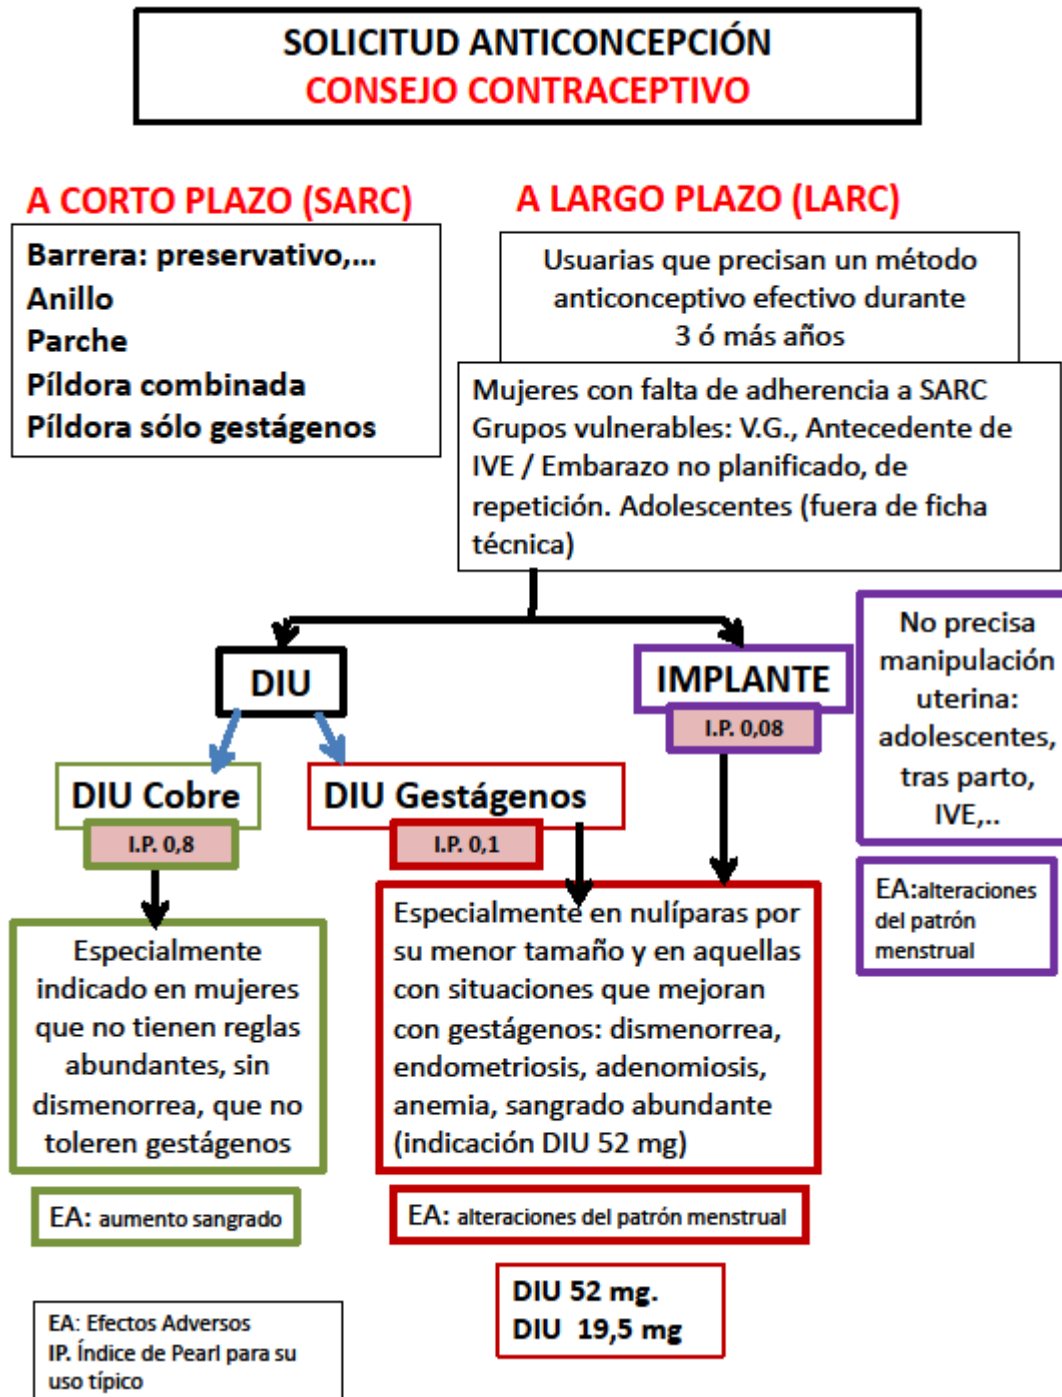 SOLICITUD ANTICONCEPCIÓN
CONSEJO CONTRACEPTIVO
A CORTO PLAZO (SARC)
Barrera: preservativo,...
Anillo
Parche
Píldora combinada
Píldora sólo gestágenos
A LARGO PLAZO (LARC)
Usuarias que precisan un método
anticonceptivo efectivo durante
3 ó más años
Mujeres con falta de adherencia a SARC
Grupos vulnerables: V.G., Antecedente de
IVE / Embarazo no planificado, de
repetición. Adolescentes (fuera de ficha
técnica)
DIU
IMPLANTE
I.P. 0,08
No precisa
manipulación
uterina:
adolescentes,
tras parto,
IVE,..
EA:alteraciones
del patrón
menstrual
DIU Cobre
I.P. 0,8
DIU Gestágenos
I.P. 0,1
Especialmente
indicado en mujeres
que no tienen reglas
abundantes, sin
dismenorrea, que no
toleren gestágenos
EA: aumento sangrado
Especialmente en nulíparas por
su menor tamaño y en aquellas
con situaciones que mejoran
con gestágenos: dismenorrea,
endometriosis, adenomiosis,
anemia, sangrado abundante
(indicación DIU 52 mg)
EA: alteraciones del patrón menstrual
DIU 52 mg.
DIU 19,5 mg
EA: Efectos Adversos
IP. Índice de Pearl para su
uso típico